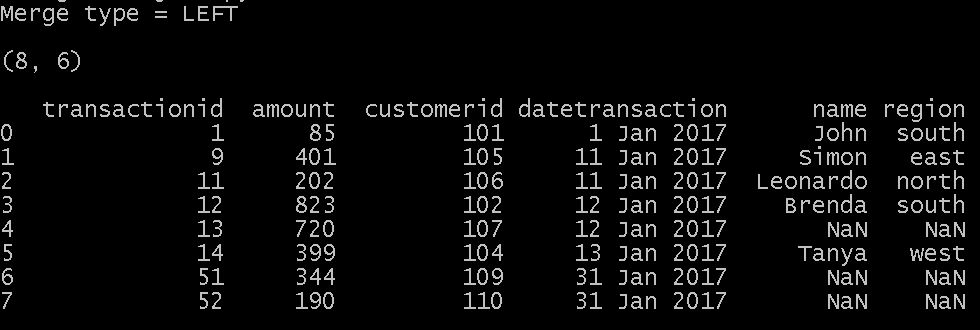 Merge type = LEFT
(8, 6)
transactionid amount customerid datetransaction name region
0 1 85 101 1 Jan 2017 John south
1 9 401 105 11 Jan 2017 Simon east
2 11 202 106 11 Jan 2017 Leonardo north
3 12 823 102 12 Jan 2017 Brenda south
4 13 720 107 12 Jan 2017 NaN NaN
5 14 399 104 13 Jan 2017 Tanya west
6 51 344 109 31 Jan 2017 NaN NaN
7 52 190 110 31 Jan 2017 NaN NaN